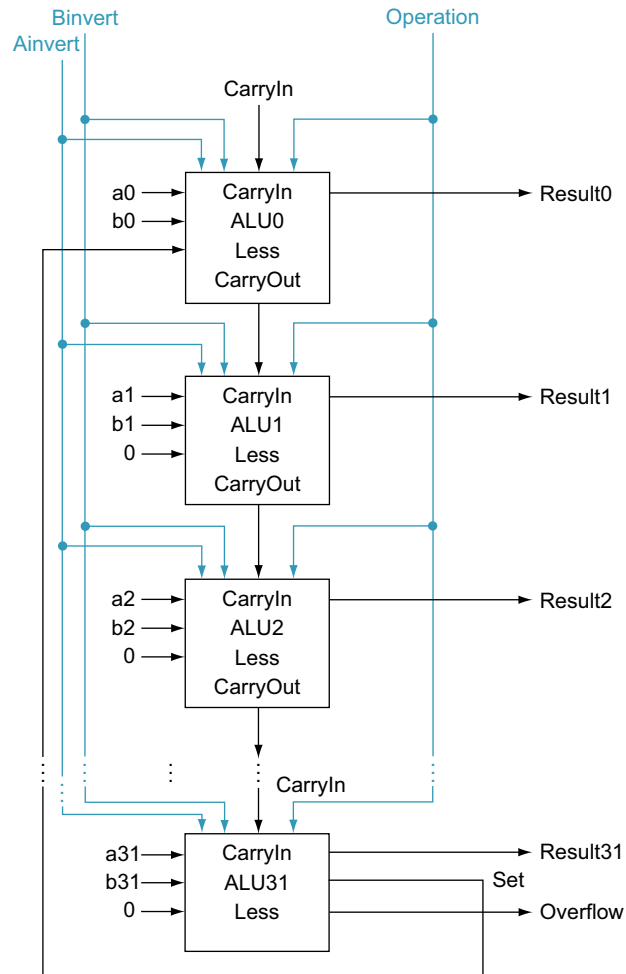 Binvert
Operation
Ainvert
CarryIn
a0
CarryIn
Result0
b0
ALU0
Less
CarryOut
a1
CarryIn
Result1
b1
ALU1
0
Less
CarryOut
a2
CarryIn
Result2
b2
ALU2
0
Less
CarryOut
CarryIn
a31
CarryIn
Result31
b31
ALU31
Set
0
Less
Overflow